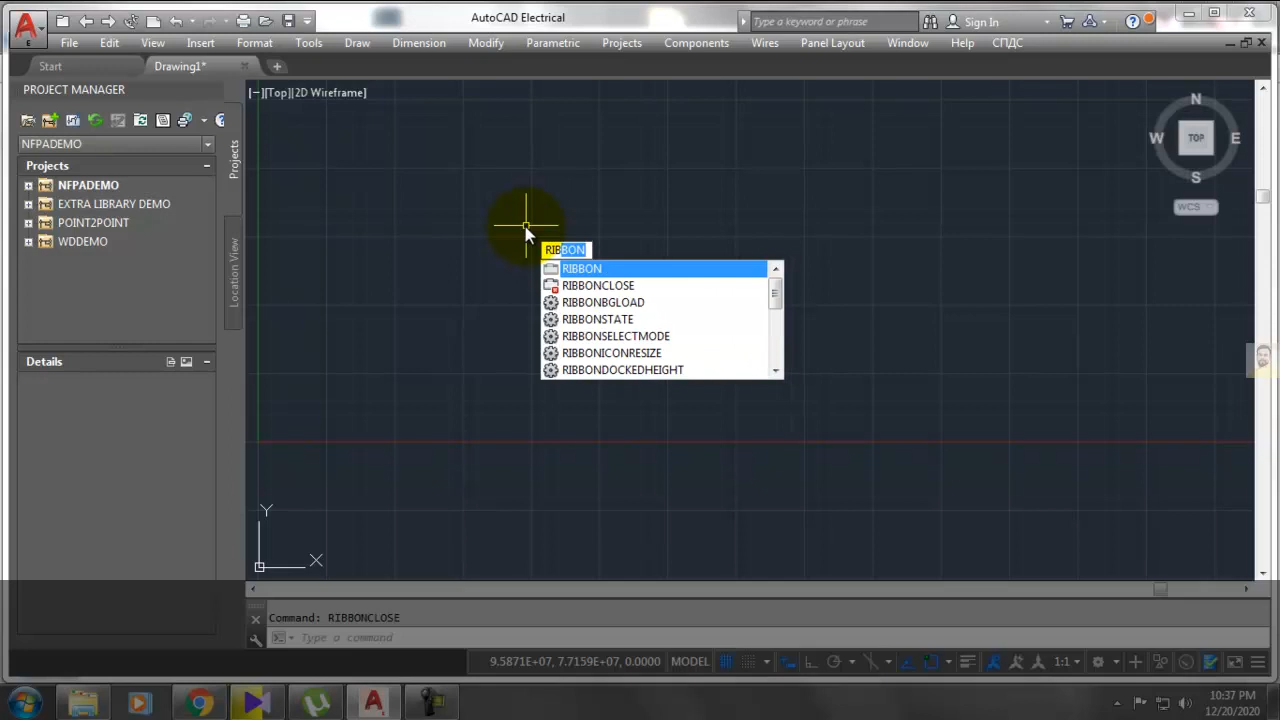 AutoCAD Electrical
Type a keyword or phrase
Sign In
File Edit View Insert Format Tools Draw Dimension Modify Parametric Projects Components Wires Panel Layout Window Help СПДС
Start
Drawing1*
PROJECT MANAGER
[−][Top][2D Wireframe]
NFPADEMO
Projects
NFPADEMO
EXTRA LIBRARY DEMO
POINT2POINT
WDDEMO
Projects
Location View
Details
N
W TOP E
S
WCS
RIBBON
RIBBON
RIBBONCLOSE
RIBBONBGLOAD
RIBBONSTATE
RIBBONSELECTMODE
RIBBONICONRESIZE
RIBBONDOCKEDHEIGHT
Y
X
Command: RIBBONCLOSE
Type a command
9.5871E+07, 7.7159E+07, 0.0000 MODEL 1:1
10:37 PM
12/20/2020